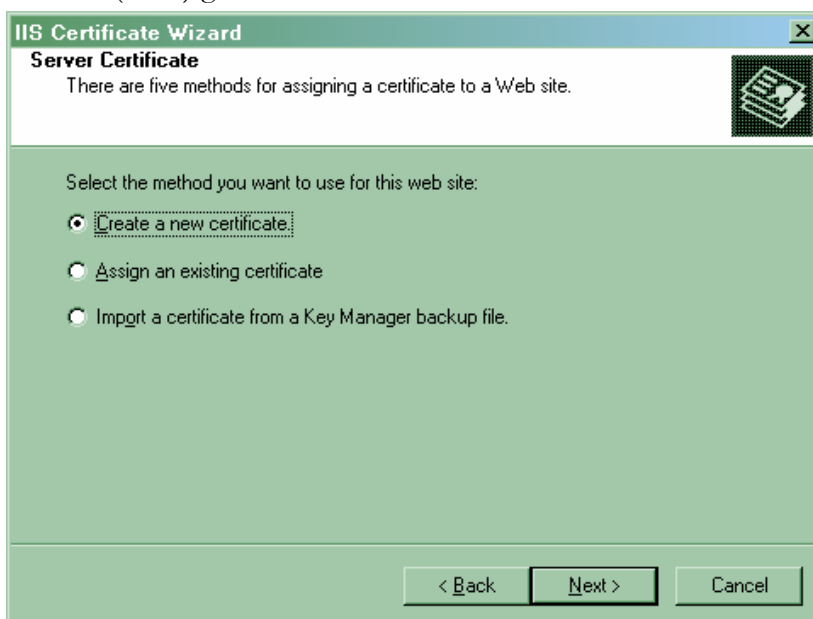 IIS Certificate Wizard
Server Certificate
There are five methods for assigning a certificate to a Web site.
Select the method you want to use for this web site:
Create a new certificate.
Assign an existing certificate
Import a certificate from a Key Manager backup file.
< Back Next > Cancel